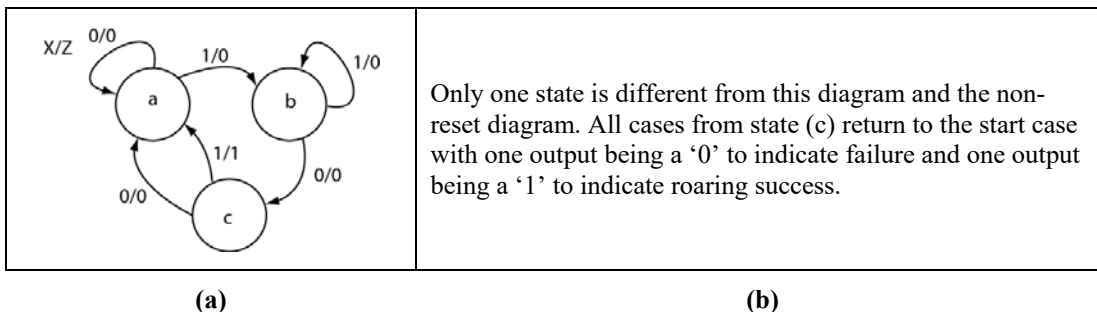 X/Z
0/0
1/0
1/0
a
b
Only one state is different from this diagram and the non-
reset diagram. All cases from state (c) return to the start case
with one output being a ‘0’ to indicate failure and one output
being a ‘1’ to indicate roaring success.
1/1
0/0
0/0
c
(a)
(b)